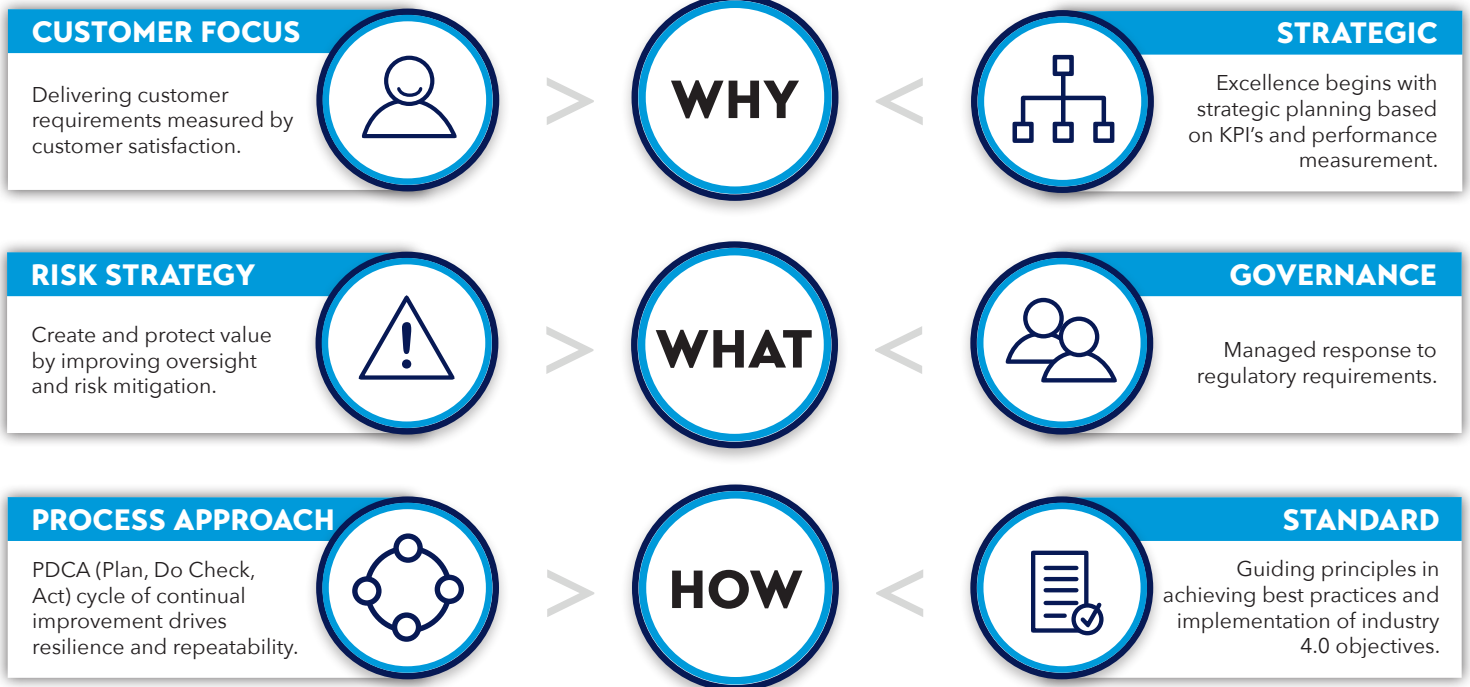 CUSTOMER FOCUS
Delivering customer
requirements measured by
customer satisfaction.
WHY
STRATEGIC
Excellence begins with
strategic planning based
on KPI's and performance
measurement.
RISK STRATEGY
Create and protect value
by improving oversight
and risk mitigation.
WHAT
GOVERNANCE
Managed response to
regulatory requirements.
PROCESS APPROACH
PDCA (Plan, Do Check,
Act) cycle of continual
improvement drives
resilience and repeatability.
HOW
STANDARD
Guiding principles in
achieving best practices and
implementation of industry
4.0 objectives.